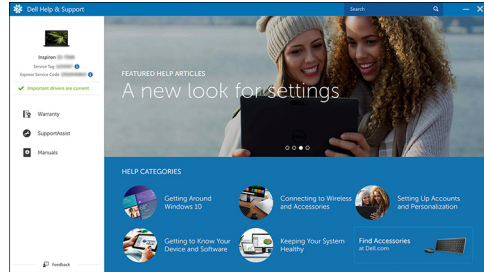 Dell Help & Support
Search
Inspiron
Service Tag
Express Service Code
Important drivers are current
Warranty
SupportAssist
Manuals
Feedback
FEATURED HELP ARTICLES
A new look for settings
HELP CATEGORIES
Getting Around
Windows 10
Connecting to Wireless
and Accessories
Setting Up Accounts
and Personalization
Getting to Know Your
Device and Software
Keeping Your System
Healthy
Find Accessories
at Dell.com